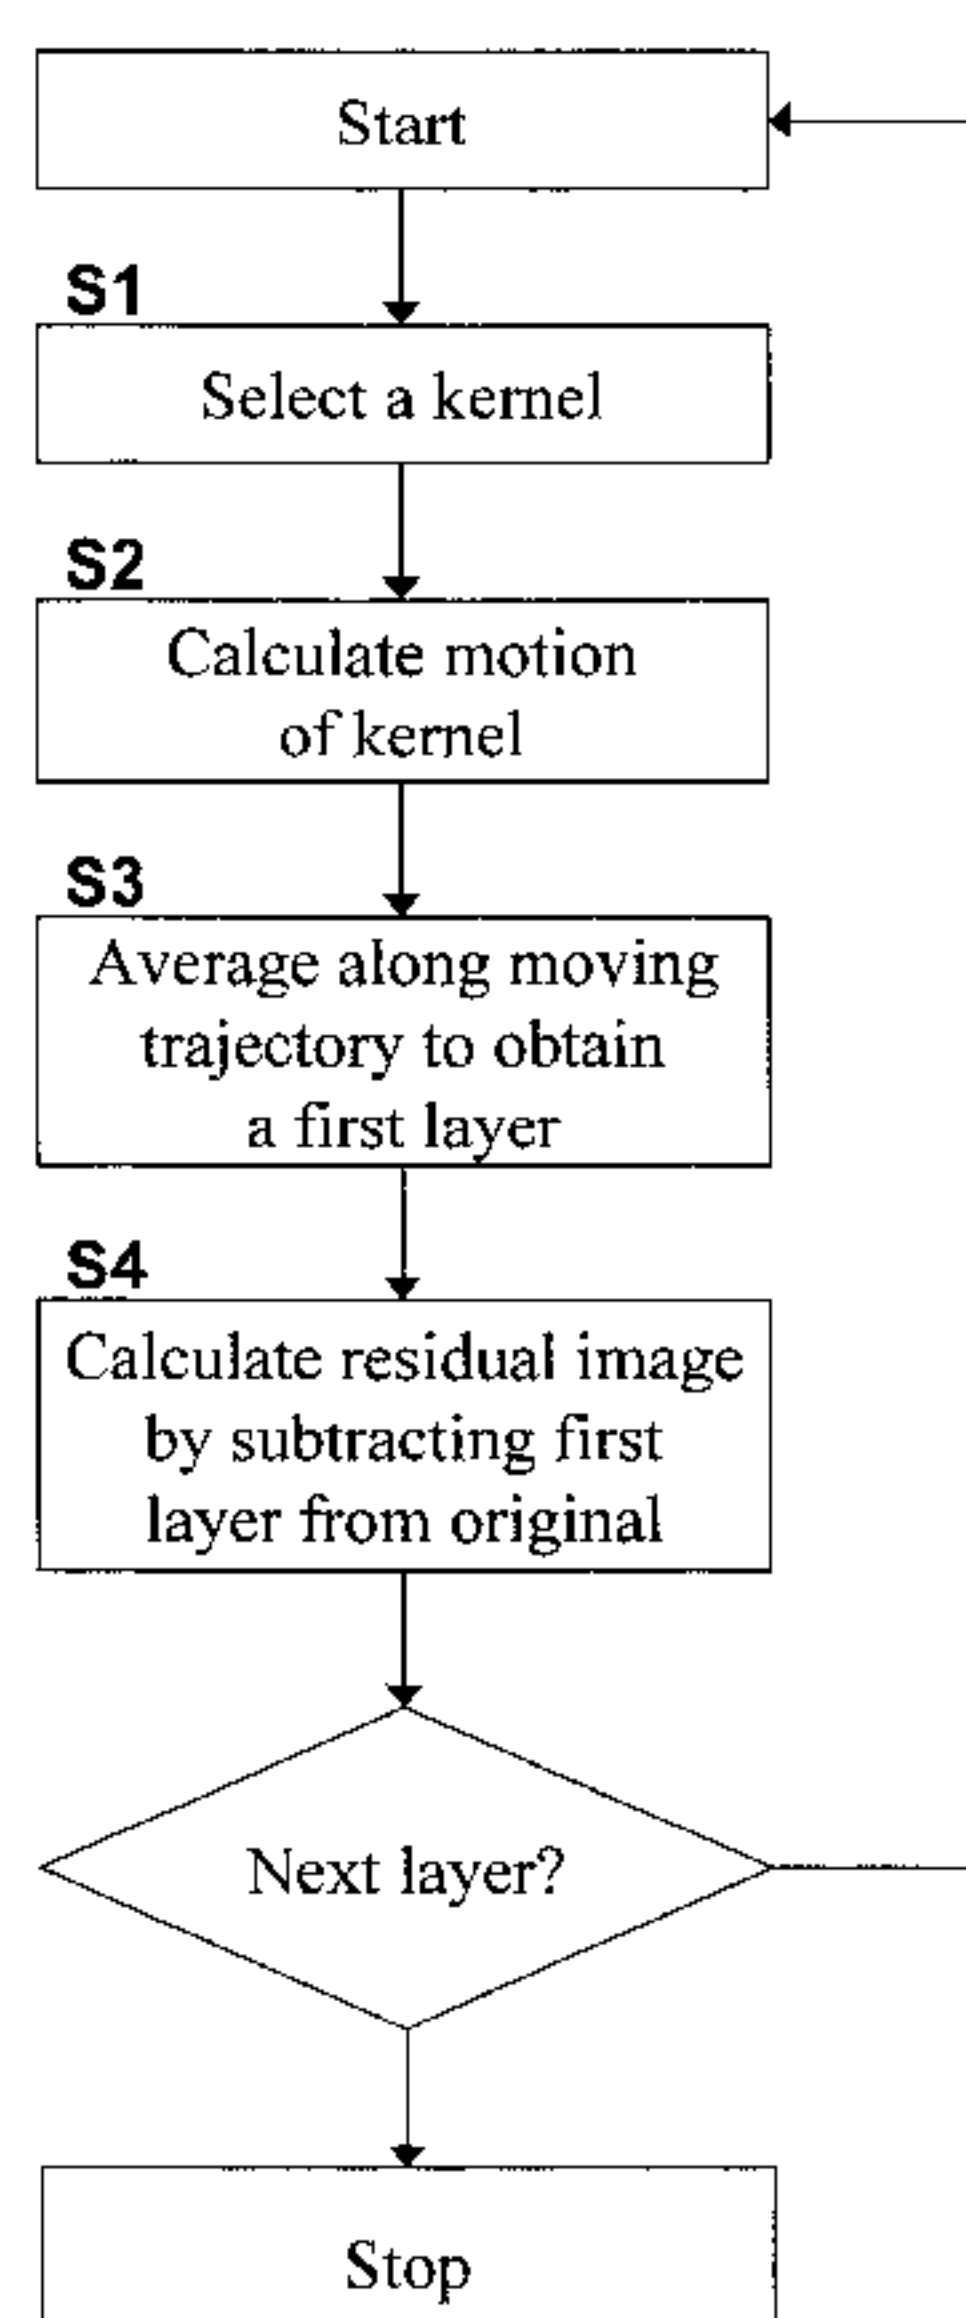 Start
S1
Select a kernel
S2
Calculate motion
of kernel
S3
Average along moving
trajectory to obtain
a first layer
S4
Calculate residual image
by subtracting first
layer from original
Next layer?
Stop